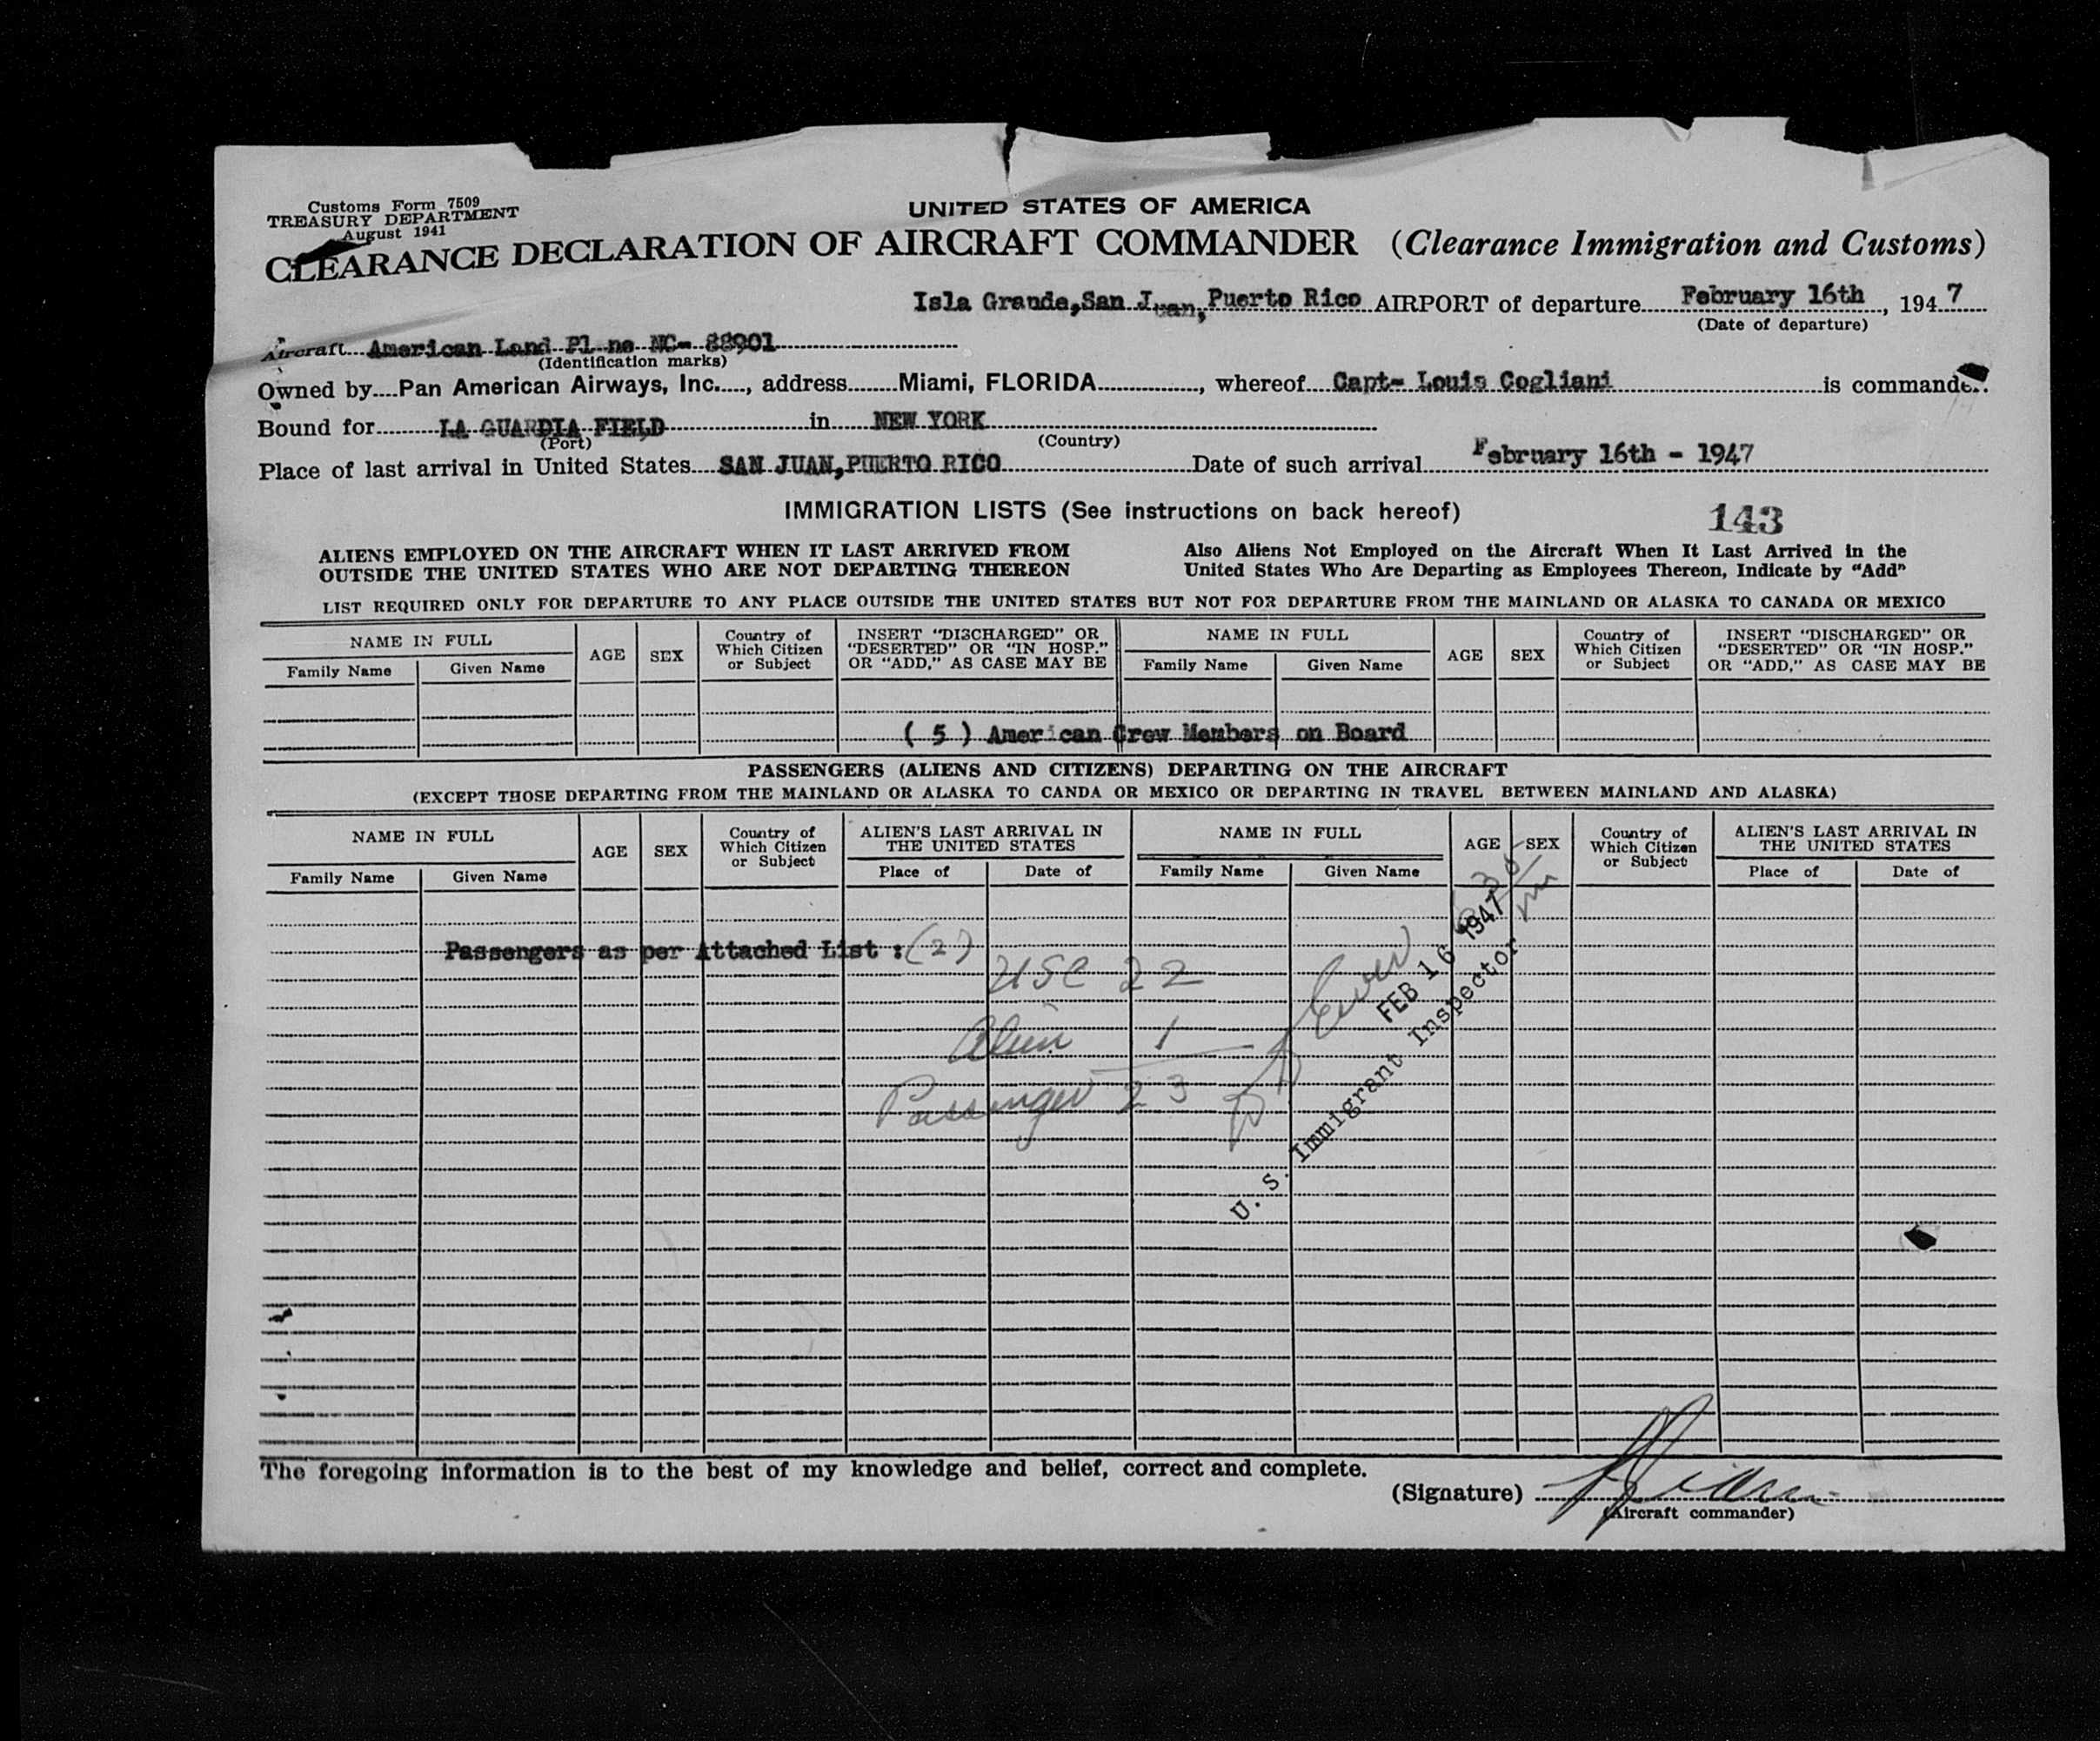 Customs Form 7509
TREASURY DEPARTMENT
August 1941
UNITED STATES OF AMERICA
CLEARANCE DECLARATION OF AIRCRAFT COMMANDER (Clearance Immigration and Customs)
Isla Grande, San Juan, Puerto Rico AIRPORT of departure February 16th, 1947
(Date of departure)
Aircraft American Land Pl ne NC- 88901
(Identification marks)
Owned by Pan American Airways, Inc., address Miami, FLORIDA, whereof Capt- Louis Cogliani is commander.
Bound for LA GUARDIA FIELD in NEW YORK
(Port) (Country)
Place of last arrival in United States SAN JUAN, PUERTO RICO Date of such arrival February 16th - 1947
IMMIGRATION LISTS (See instructions on back hereof) 143
ALIENS EMPLOYED ON THE AIRCRAFT WHEN IT LAST ARRIVED FROM
OUTSIDE THE UNITED STATES WHO ARE NOT DEPARTING THEREON
Also Aliens Not Employed on the Aircraft When It Last Arrived in the
United States Who Are Departing as Employees Thereon, Indicate by "Add"
LIST REQUIRED ONLY FOR DEPARTURE TO ANY PLACE OUTSIDE THE UNITED STATES BUT NOT FOR DEPARTURE FROM THE MAINLAND OR ALASKA TO CANADA OR MEXICO
NAME IN FULL
Family Name Given Name
AGE
SEX
Country of
Which Citizen
or Subject
INSERT "DISCHARGED" OR
"DESERTED" OR "IN HOSP."
OR "ADD," AS CASE MAY BE
NAME IN FULL
Family Name Given Name
AGE
SEX
Country of
Which Citizen
or Subject
INSERT "DISCHARGED" OR
"DESERTED" OR "IN HOSP."
OR "ADD," AS CASE MAY BE
( 5 ) American Crew Members on Board
PASSENGERS (ALIENS AND CITIZENS) DEPARTING ON THE AIRCRAFT
(EXCEPT THOSE DEPARTING FROM THE MAINLAND OR ALASKA TO CANDA OR MEXICO OR DEPARTING IN TRAVEL BETWEEN MAINLAND AND ALASKA)
NAME IN FULL
Family Name Given Name
AGE
SEX
Country of
Which Citizen
or Subject
ALIEN'S LAST ARRIVAL IN
THE UNITED STATES
Place of Date of
NAME IN FULL
Family Name Given Name
AGE
SEX
Country of
Which Citizen
or Subject
ALIEN'S LAST ARRIVAL IN
THE UNITED STATES
Place of Date of
Passengers as per Attached List : (2)
USC 22
Alien 1
Passenger 23
FEB 16 1947
U. S. Immigrant Inspector
The foregoing information is to the best of my knowledge and belief, correct and complete.
(Signature)
(Aircraft commander)